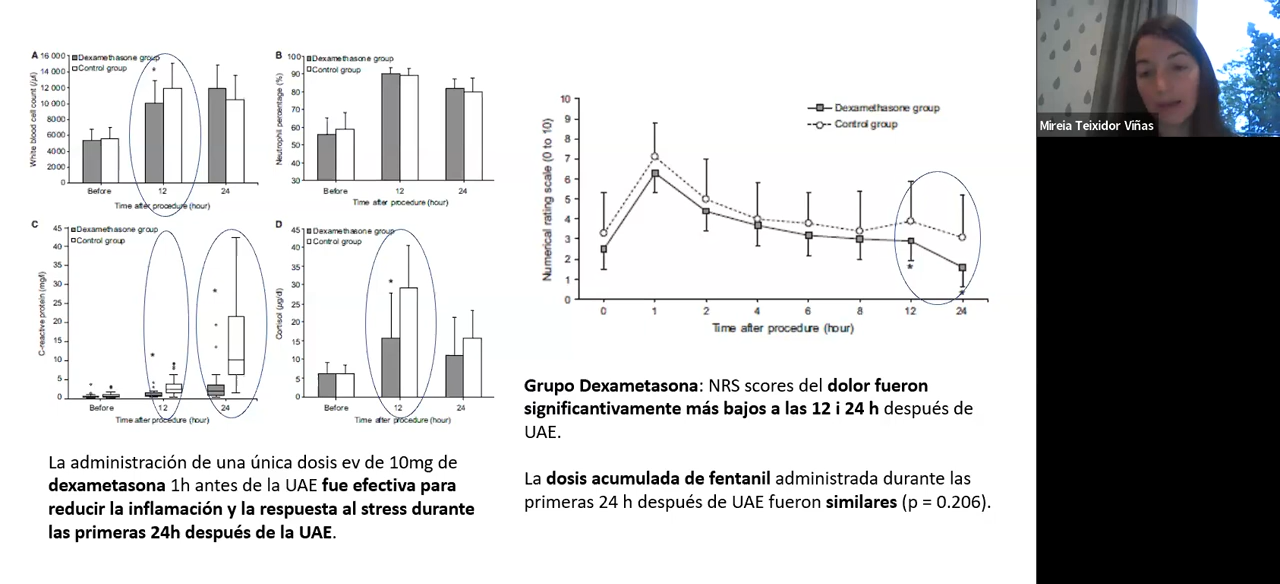 A
16 000
14 000
12 000
10 000
8000
6000
4000
2000
0
White blood cell count (/µl)
Dexamethasone group
Control group
*
Before
12
24
Time after procedure (hour)
B
100
90
80
70
60
50
40
30
Neutrophil percentage (%)
Dexamethasone group
Control group
Before
12
24
Time after procedure (hour)
C
45
40
35
30
25
20
15
10
5
0
C-reactive protein (mg/l)
Dexamethasone group
Control group
Before
12
24
Time after procedure (hour)
D
45
40
35
30
25
20
15
10
5
0
Cortisol (µg/dl)
Dexamethasone group
Control group
*
Before
12
24
Time after procedure (hour)
La administración de una única dosis ev de 10mg de
dexametasona 1h antes de la UAE fue efectiva para
reducir la inflamación y la respuesta al stress durante
las primeras 24h después de la UAE.
10
9
8
7
6
5
4
3
2
1
0
Numerical rating scale (0 to 10)
Dexamethasone group
Control group
*
*
0
1
2
4
6
8
12
24
Time after procedure (hour)
Grupo Dexametasona: NRS scores del dolor fueron
significantivamente más bajos a las 12 i 24 h después de
UAE.
La dosis acumulada de fentanil administrada durante las
primeras 24 h después de UAE fueron similares (p = 0.206).
Mireia Teixidor Viñas